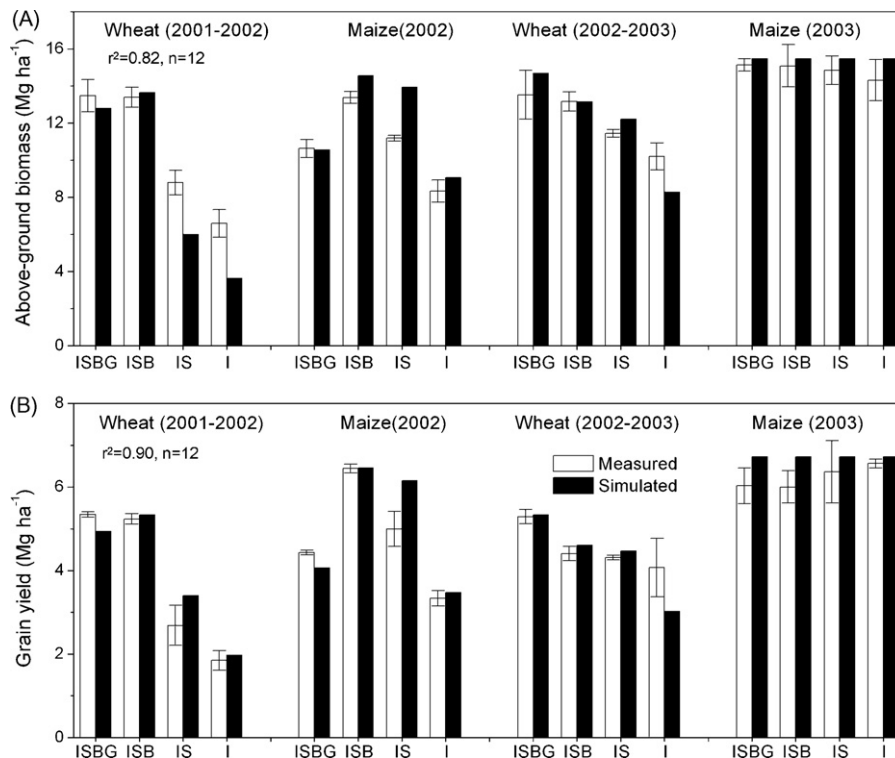 (A)
Wheat (2001-2002) Maize(2002) Wheat (2002-2003) Maize (2003)
r²=0.82, n=12
Above-ground biomass (Mg ha⁻¹)
16
12
8
4
0
ISBG ISB IS I ISBG ISB IS I ISBG ISB IS I ISBG ISB IS I
(B)
Wheat (2001-2002) Maize(2002) Wheat (2002-2003) Maize (2003)
r²=0.90, n=12
Measured
Simulated
Grain yield (Mg ha⁻¹)
8
6
4
2
0
ISBG ISB IS I ISBG ISB IS I ISBG ISB IS I ISBG ISB IS I